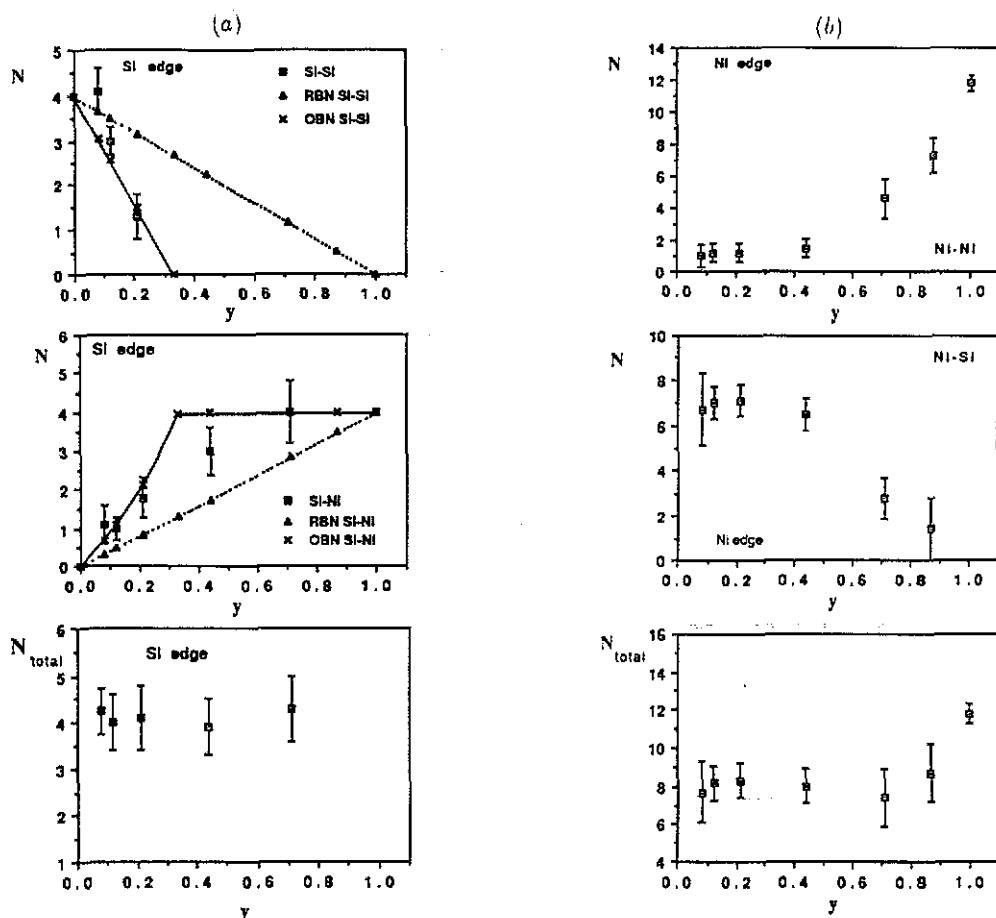 (a)
N
Si edge
Si-Si
RBN Si-Si
OBN Si-Si
5
4
3
2
1
0
0.0 0.2 0.4 0.6 0.8 1.0
y
N
Si edge
Si-Ni
RBN Si-Ni
OBN Si-Ni
6
5
4
3
2
1
0
0.0 0.2 0.4 0.6 0.8 1.0
y
N total
Si edge
6
5
4
3
2
1
0.0 0.2 0.4 0.6 0.8 1.0
y
(b)
N
Ni edge
Ni-Ni
14
12
10
8
6
4
2
0
0.0 0.2 0.4 0.6 0.8 1.0
y
N
Ni-Si
Ni edge
10
8
6
4
2
0
0.0 0.2 0.4 0.6 0.8 1.0
y
N total
16
14
12
10
8
6
4
0.0 0.2 0.4 0.6 0.8 1.0
y